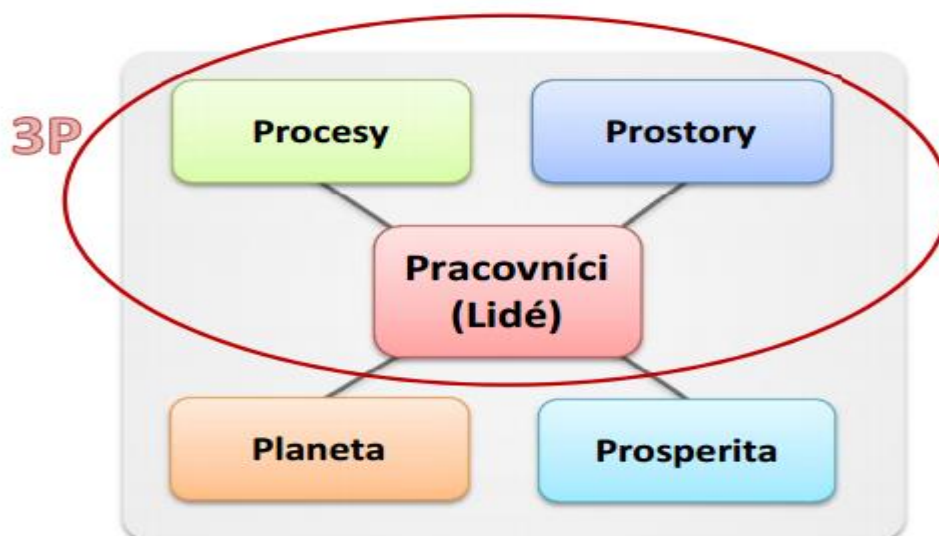 3P
Procesy
Prostory
Pracovníci
(Lidé)
Planeta
Prosperita